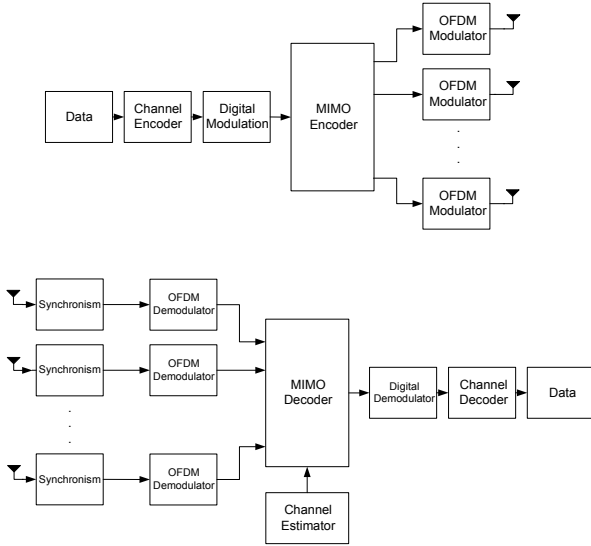 OFDM
Modulator
OFDM
Modulator
Data
Channel
Encoder
Digital
Modulation
MIMO
Encoder
. . .
OFDM
Modulator
Synchronism
OFDM
Demodulator
Synchronism
OFDM
Demodulator
MIMO
Decoder
Digital
Demodulator
Channel
Decoder
Data
. . .
Synchronism
OFDM
Demodulator
Channel
Estimator